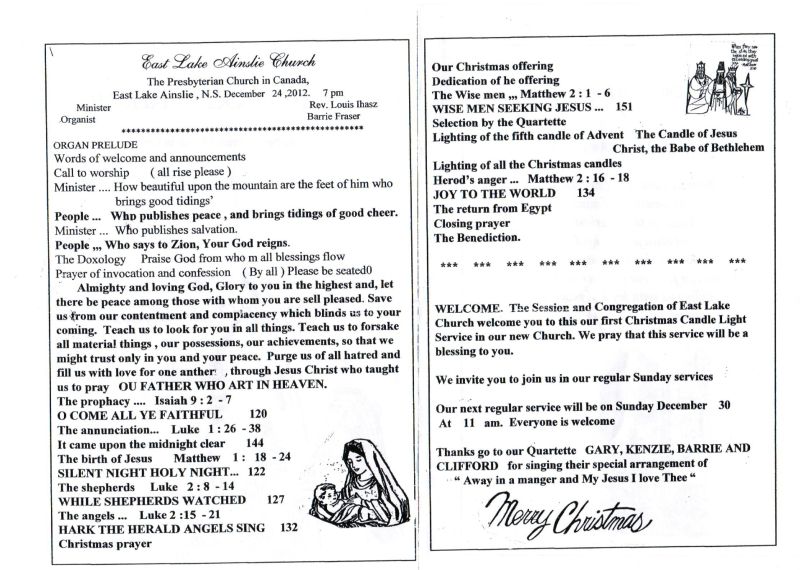 East Lake Ainslie Church
The Presbyterian Church in Canada,
East Lake Ainslie , N.S. December 24 ,2012. 7 pm
Minister Rev. Louis Ihasz
.Organist Barrie Fraser
**********************************************
ORGAN PRELUDE
Words of welcome and announcements
Call to worship ( all rise please )
Minister .... How beautiful upon the mountain are the feet of him who
brings good tidings'
People ... Who publishes peace , and brings tidings of good cheer.
Minister ... Who publishes salvation.
People ,,, Who says to Zion, Your God reigns.
The Doxology Praise God from who m all blessings flow
Prayer of invocation and confession ( By all ) Please be seated0
Almighty and loving God, Glory to you in the highest and, let
there be peace among those with whom you are sell pleased. Save
us from our contentment and complacency which blinds us to your
coming. Teach us to look for you in all things. Teach us to forsake
all material things , our possessions, our achievements, so that we
might trust only in you and your peace. Purge us of all hatred and
fill us with love for one anther , through Jesus Christ who taught
us to pray OU FATHER WHO ART IN HEAVEN.
The prophacy .... Isaiah 9 : 2 - 7
O COME ALL YE FAITHFUL 120
The annunciation... Luke 1 : 26 - 38
It came upon the midnight clear 144
The birth of Jesus Matthew 1 : 18 - 24
SILENT NIGHT HOLY NIGHT... 122
The shepherds Luke 2 : 8 - 14
WHILE SHEPHERDS WATCHED 127
The angels ... Luke 2 :15 - 21
HARK THE HERALD ANGELS SING 132
Christmas prayer
Our Christmas offering
Dedication of he offering
The Wise men ,,, Matthew 2 : 1 - 6
WISE MEN SEEKING JESUS ... 151
Selection by the Quartette
Lighting of the fifth candle of Advent The Candle of Jesus
Christ, the Babe of Bethlehem
Lighting of all the Christmas candles
Herod's anger ... Matthew 2 : 16 - 18
JOY TO THE WORLD 134
The return from Egypt
Closing prayer
The Benediction.
*** *** *** *** *** *** *** *** *** ***
WELCOME. The Session and Congregation of East Lake
Church welcome you to this our first Christmas Candle Light
Service in our new Church. We pray that this service will be a
blessing to you.
We invite you to join us in our regular Sunday services
Our next regular service will be on Sunday December 30
At 11 am. Everyone is welcome
Thanks go to our Quartette GARY, KENZIE, BARRIE AND
CLIFFORD for singing their special arrangement of
“ Away in a manger and My Jesus I love Thee “
Merry Christmas